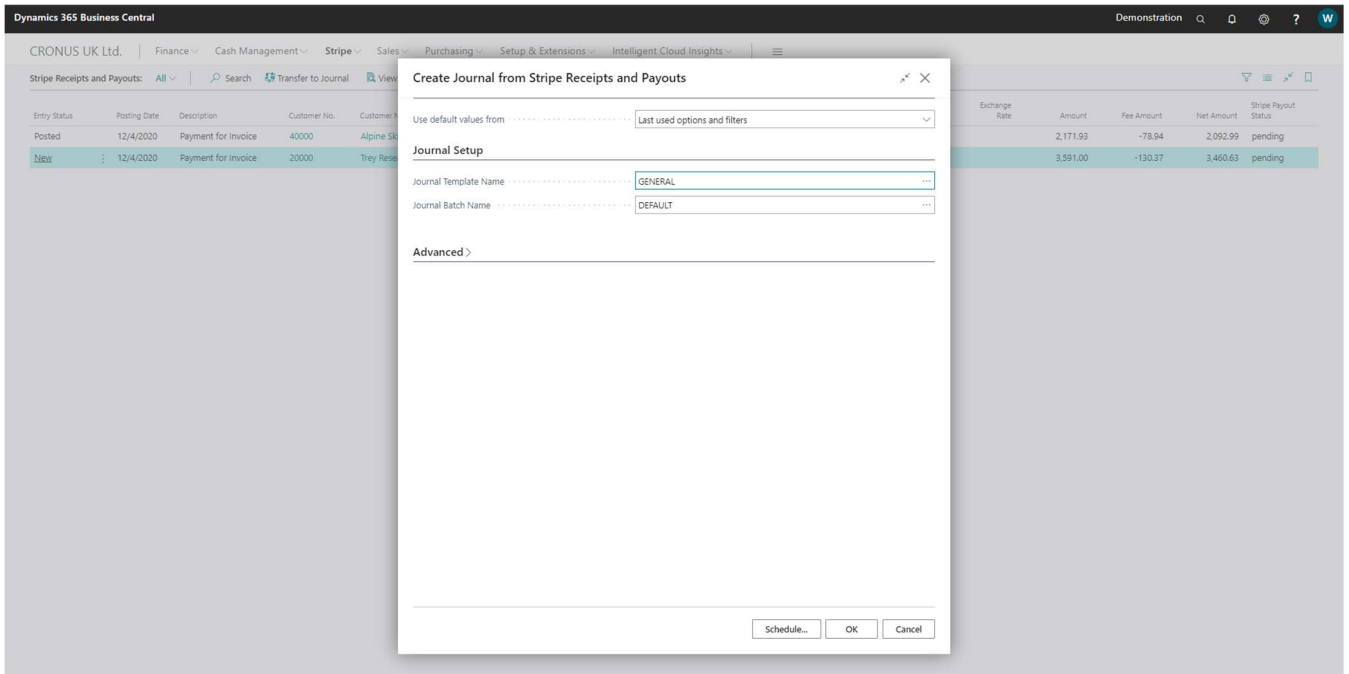 Dynamics 365 Business Central
Demonstration
?
W
CRONUS UK Ltd.
Finance
Cash Management
Stripe
Sales
Purchasing
Setup & Extensions
Intelligent Cloud Insights
Stripe Receipts and Payouts: All
Search
Transfer to Journal
View
Entry Status Posting Date Description Customer No. Customer Exchange Rate Amount Fee Amount Net Amount Stripe Payout Status
Posted 12/4/2020 Payment for Invoice 40000 Alpine 2,171.93 -78.94 2,092.99 pending
New 12/4/2020 Payment for Invoice 20000 Trey 3,591.00 -130.37 3,460.63 pending
Create Journal from Stripe Receipts and Payouts
Use default values from Last used options and filters
Journal Setup
Journal Template Name GENERAL
Journal Batch Name DEFAULT
Advanced
Schedule...
OK
Cancel